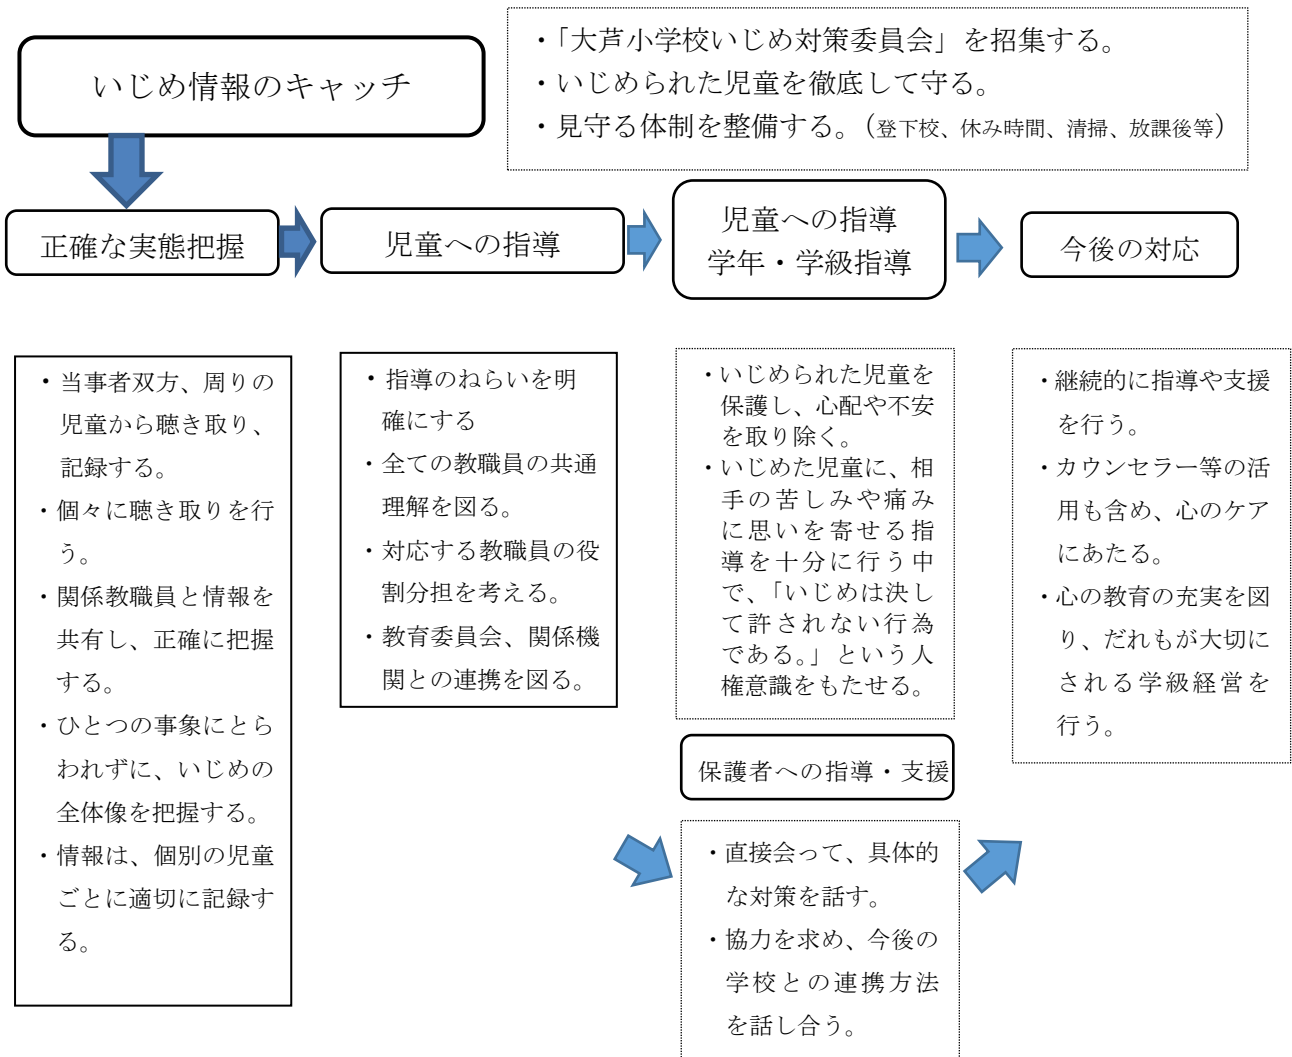 いじめ情報のキャッチ
・「大芦小学校いじめ対策委員会」を招集する。
・いじめられた児童を徹底して守る。
・見守る体制を整備する。（登下校、休み時間、清掃、放課後等）
正確な実態把握
児童への指導
児童への指導
学年・学級指導
今後の対応
・当事者双方、周りの
児童から聴き取り、
記録する。
・個々に聴き取りを行
う。
・関係教職員と情報を
共有し、正確に把握
する。
・ひとつの事象にとら
われずに、いじめの
全体像を把握する。
・情報は、個別の児童
ごとに適切に記録す
る。
・指導のねらいを明
確にする
・全ての教職員の共通
理解を図る。
・対応する教職員の役
割分担を考える。
・教育委員会、関係機
関との連携を図る。
・いじめられた児童を
保護し、心配や不安
を取り除く。
・いじめた児童に、相
手の苦しみや痛み
に思いを寄せる指
導を十分に行う中
で、「いじめは決し
て許されない行為
である。」という人
権意識をもたせる。
保護者への指導・支援
・直接会って、具体的
な対策を話す。
・協力を求め、今後の
学校との連携方法
を話し合う。
・継続的に指導や支援
を行う。
・カウンセラー等の活
用も含め、心のケア
にあたる。
・心の教育の充実を図
り、だれもが大切に
される学級経営を
行う。